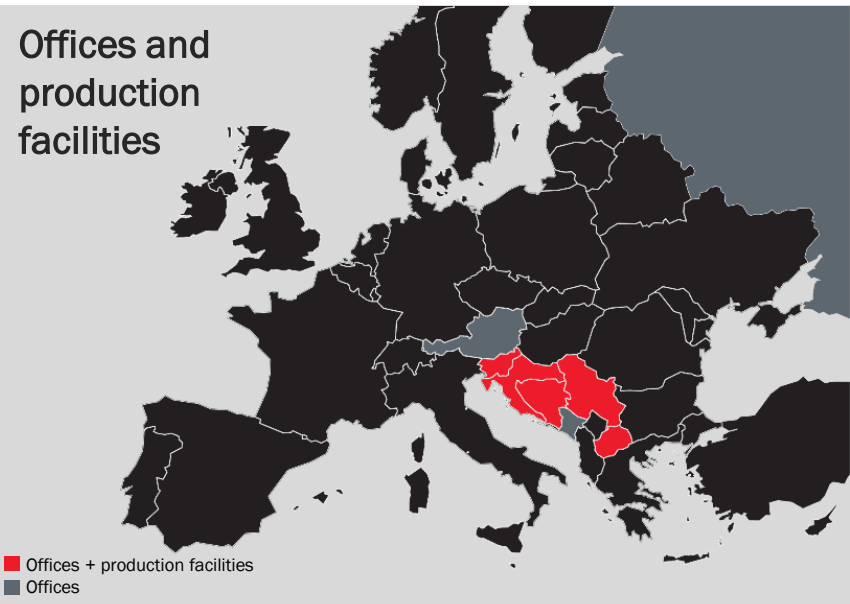 Offices and
production
facilities
Offices + production facilities
Offices